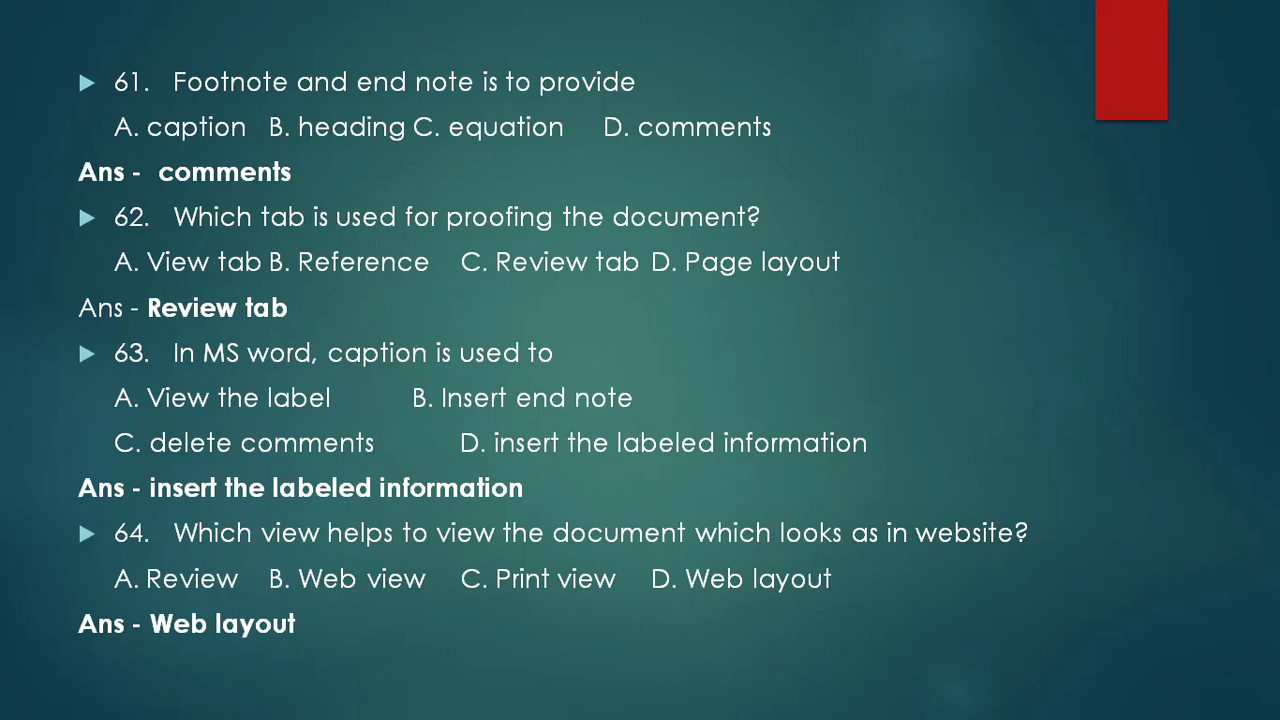 61. Footnote and end note is to provide
A. caption B. heading C. equation D. comments
Ans - comments
62. Which tab is used for proofing the document?
A. View tab B. Reference C. Review tab D. Page layout
Ans - Review tab
63. In MS word, caption is used to
A. View the label B. Insert end note
C. delete comments D. insert the labeled information
Ans - insert the labeled information
64. Which view helps to view the document which looks as in website?
A. Review B. Web view C. Print view D. Web layout
Ans - Web layout